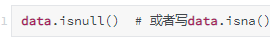 1 data.isnull()  # 或者写data.isna()